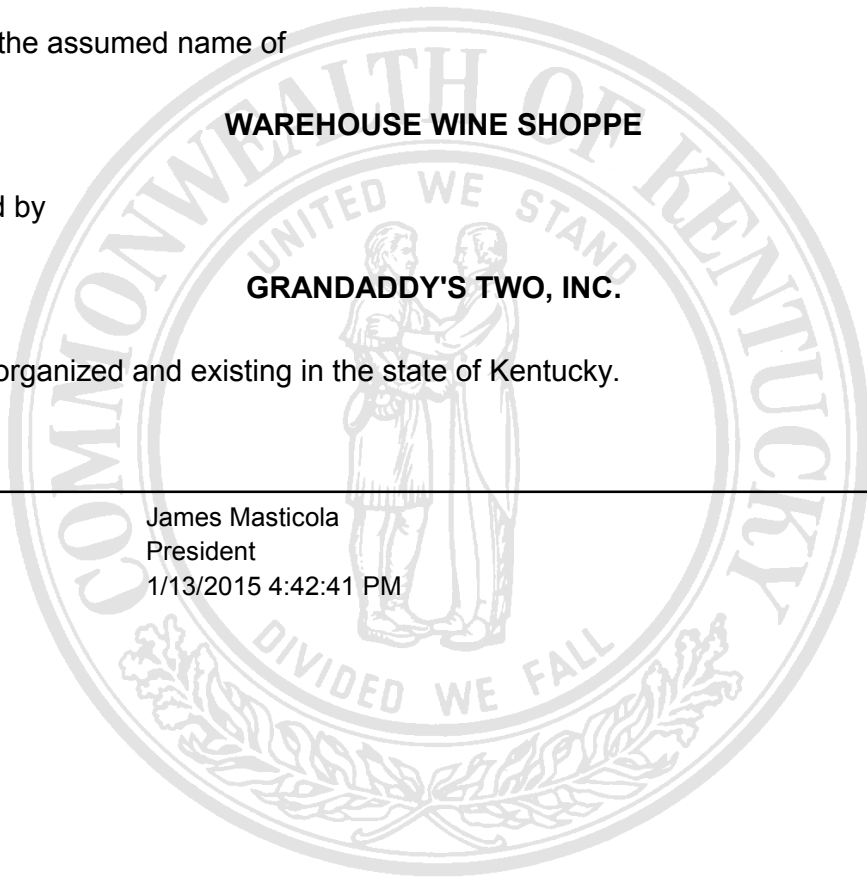 the assumed name of
WAREHOUSE WINE SHOPPE
d by
GRANDADDY'S TWO, INC.
organized and existing in the state of Kentucky.
James Masticola
President
1/13/2015 4:42:41 PM
COMMONWEALTH OF KENTUCKY
UNITED WE STAND
DIVIDED WE FALL